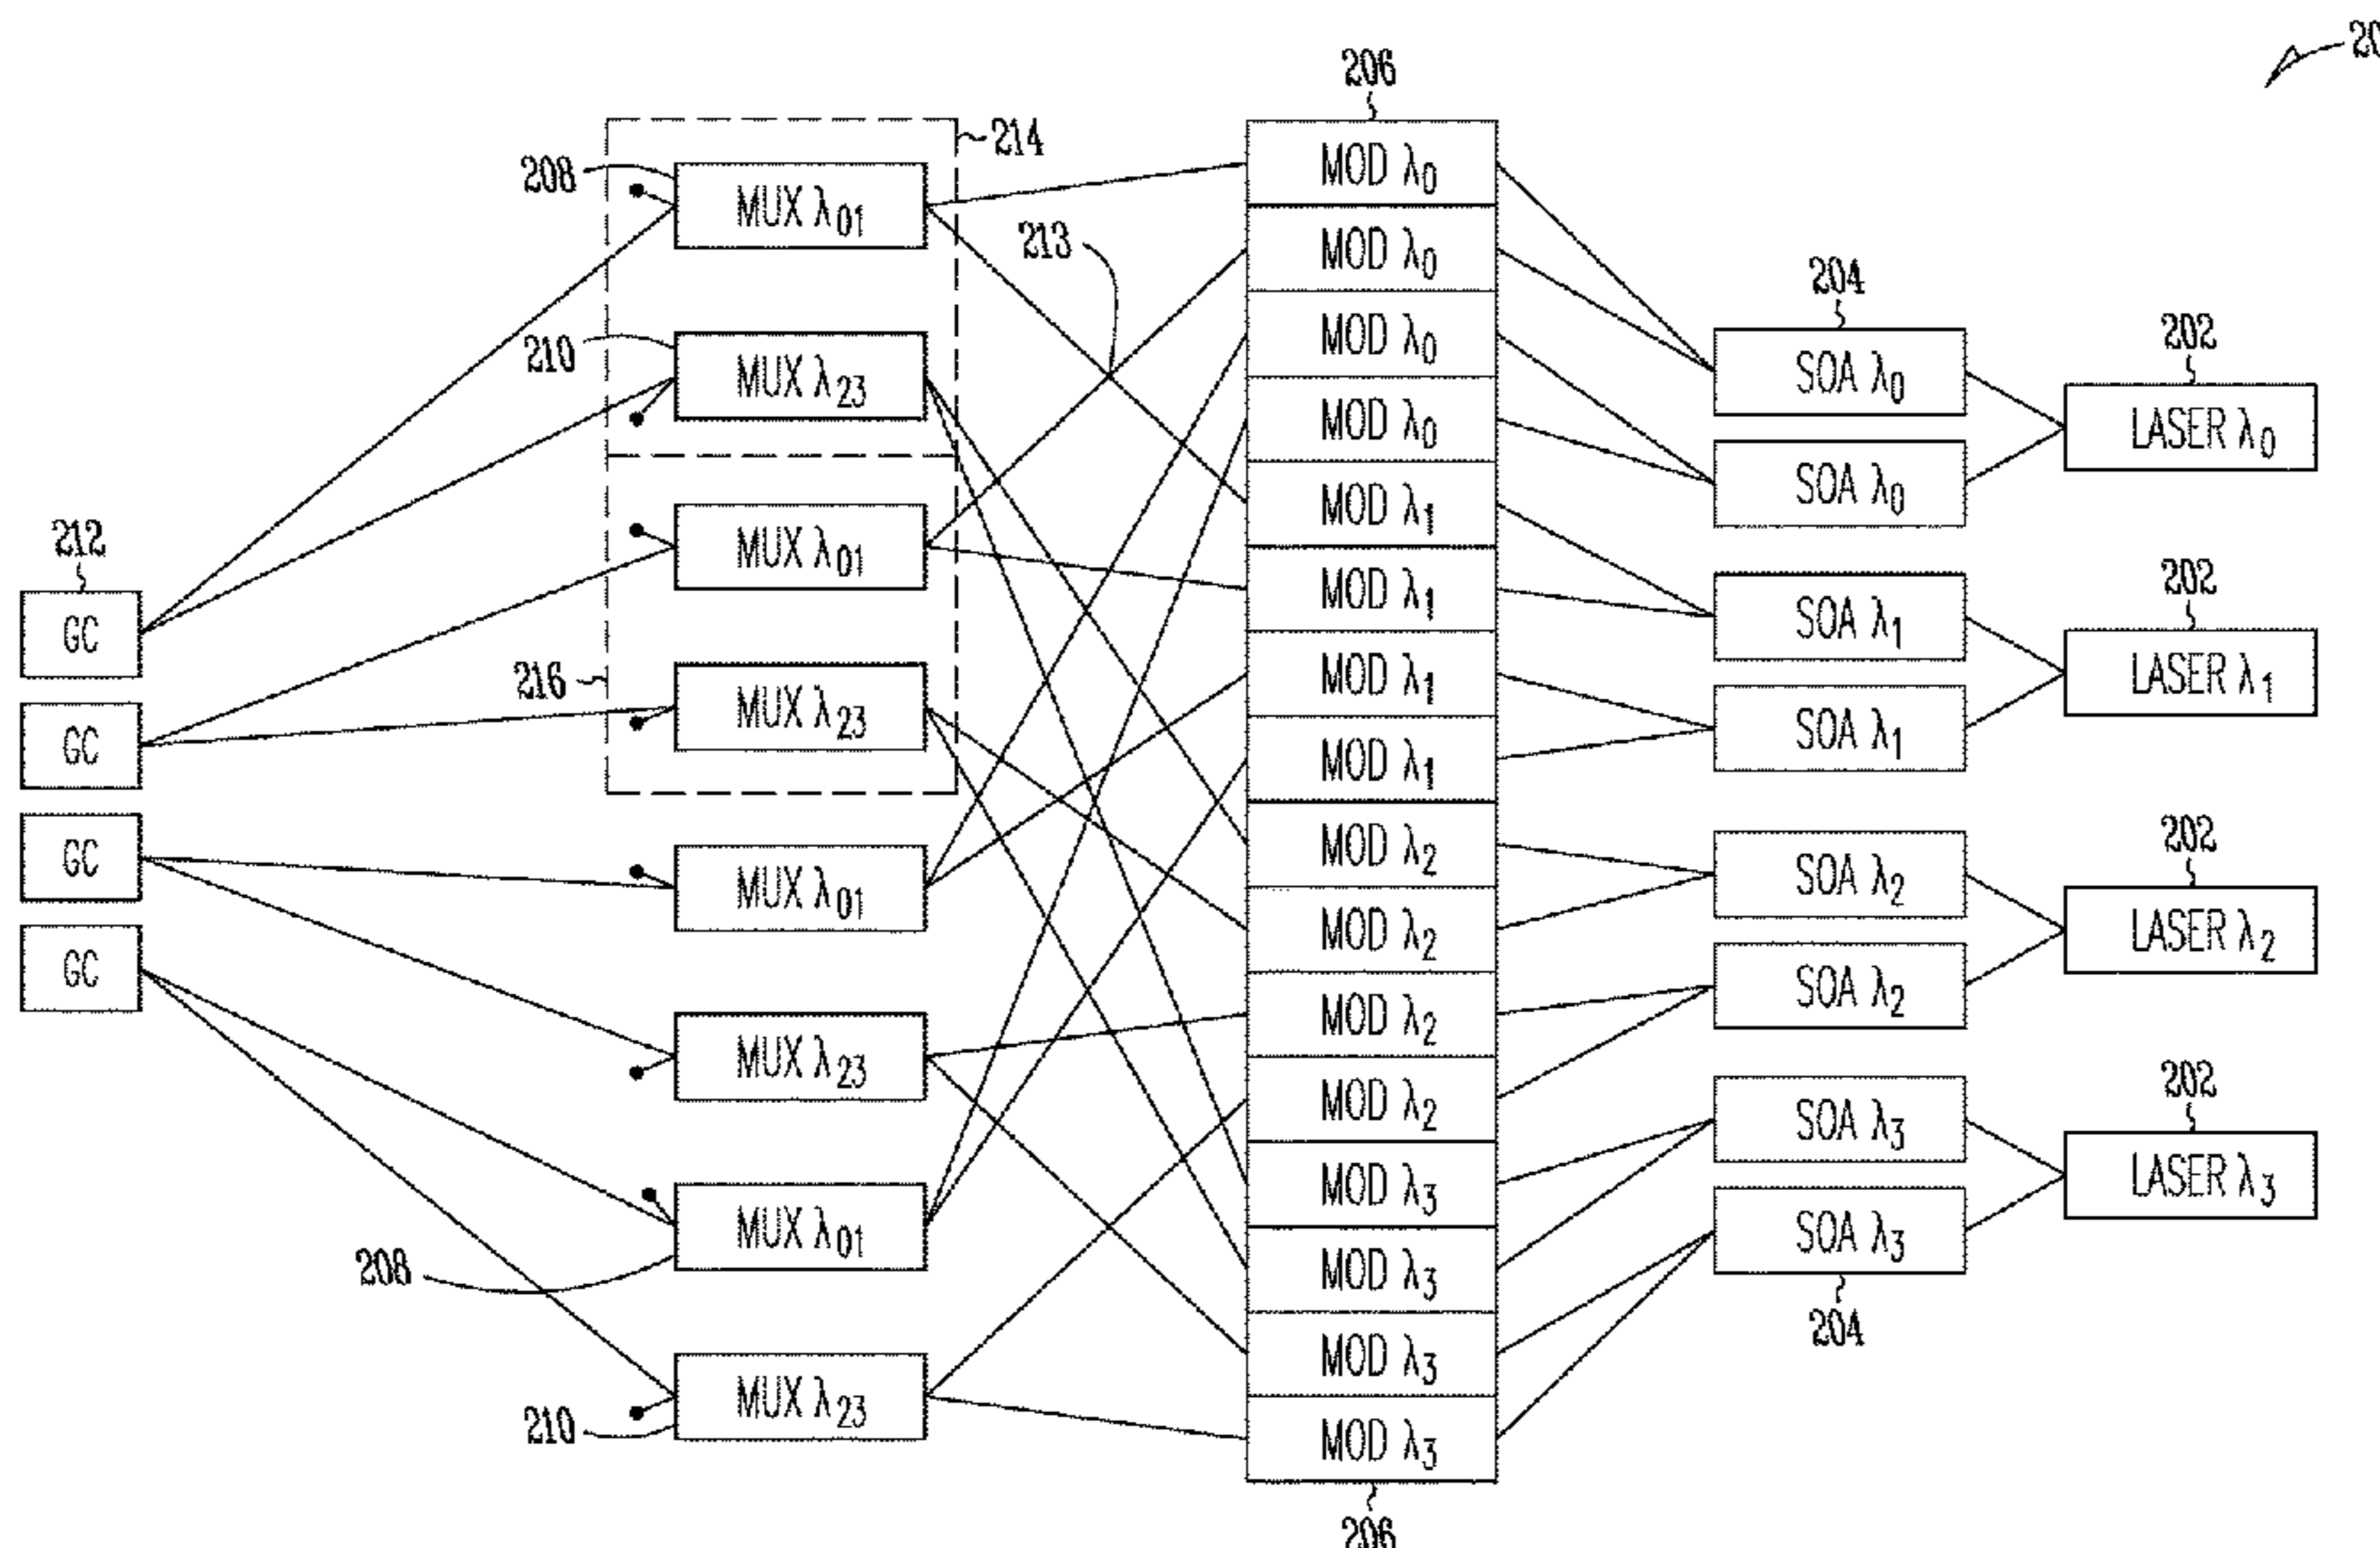 20
206
214
208
MUX λ01
213
MOD λ0
MOD λ0
210
MUX λ23
MOD λ0
204
SOA λ0
202
LASER λ0
MOD λ0
SOA λ0
212
GC
MUX λ01
MOD λ1
MOD λ1
SOA λ1
202
LASER λ1
216
MUX λ23
MOD λ1
SOA λ1
GC
MOD λ1
GC
MUX λ01
MOD λ2
SOA λ2
202
LASER λ2
GC
MOD λ2
SOA λ2
MUX λ23
MOD λ2
MOD λ2
SOA λ3
202
LASER λ3
208
MUX λ01
MOD λ3
SOA λ3
204
MOD λ3
210
MUX λ23
MOD λ3
MOD λ3
206